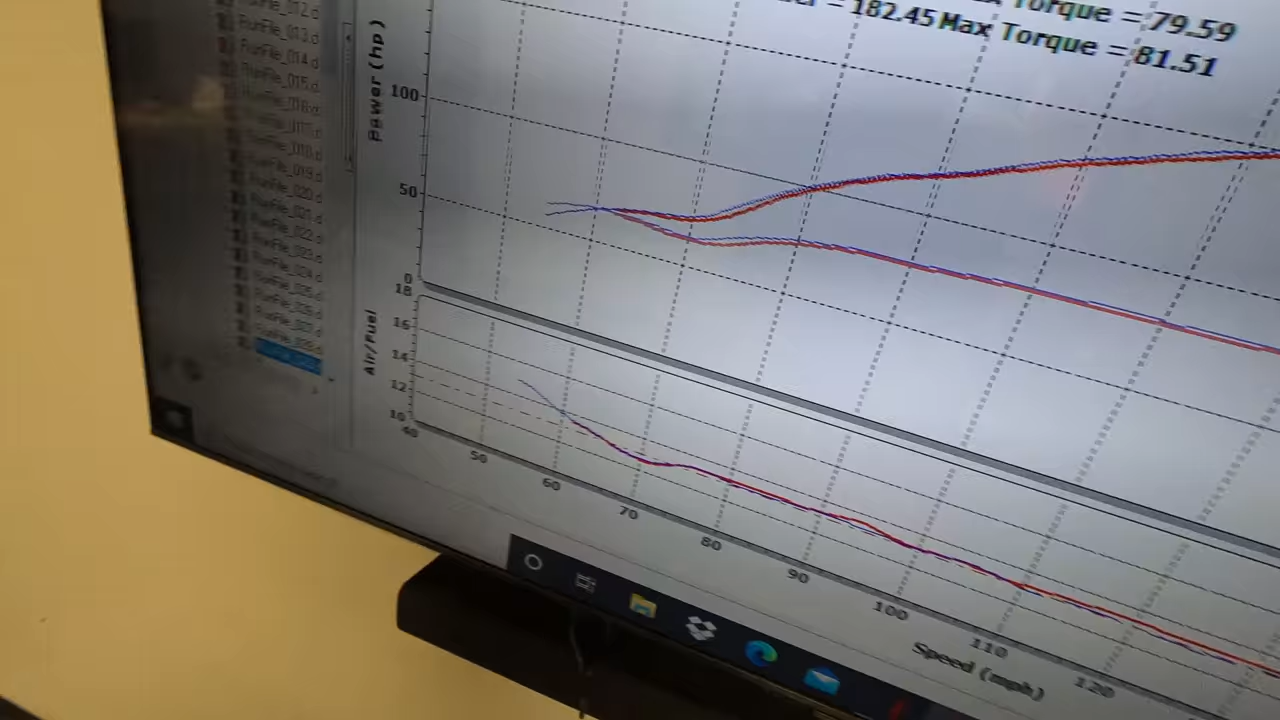 RunFile_013.d
RunFile_014.d
RunFile_015.d
RunFile_019.d
RunFile_020.d
RunFile_021.d
RunFile_022.d
RunFile_023.d
RunFile_024.d
Torque = 79.59
= 182.45 Max Torque = 81.51
Power (hp)
100
50
0
Air/Fuel
18
16
14
12
10
40
50
60
70
80
90
100
110
120
Speed (mph)